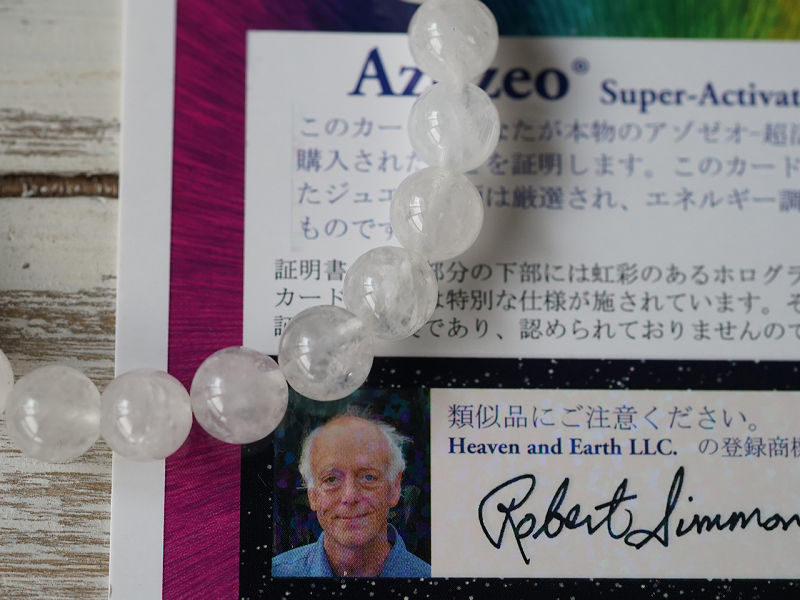 Az zeo® Super-Activat
このカー なたが本物のアゾゼオ-超活
購入された を証明します。このカード
たジュエ は厳選され、エネルギー調
ものです
証明書 部分の下部には虹彩のあるホログラ
カード は特別な仕様が施されています。そ
証 であり、認められておりませんので
類似品にご注意ください。
Heaven and Earth LLC. の登録商標
Robert Simmon